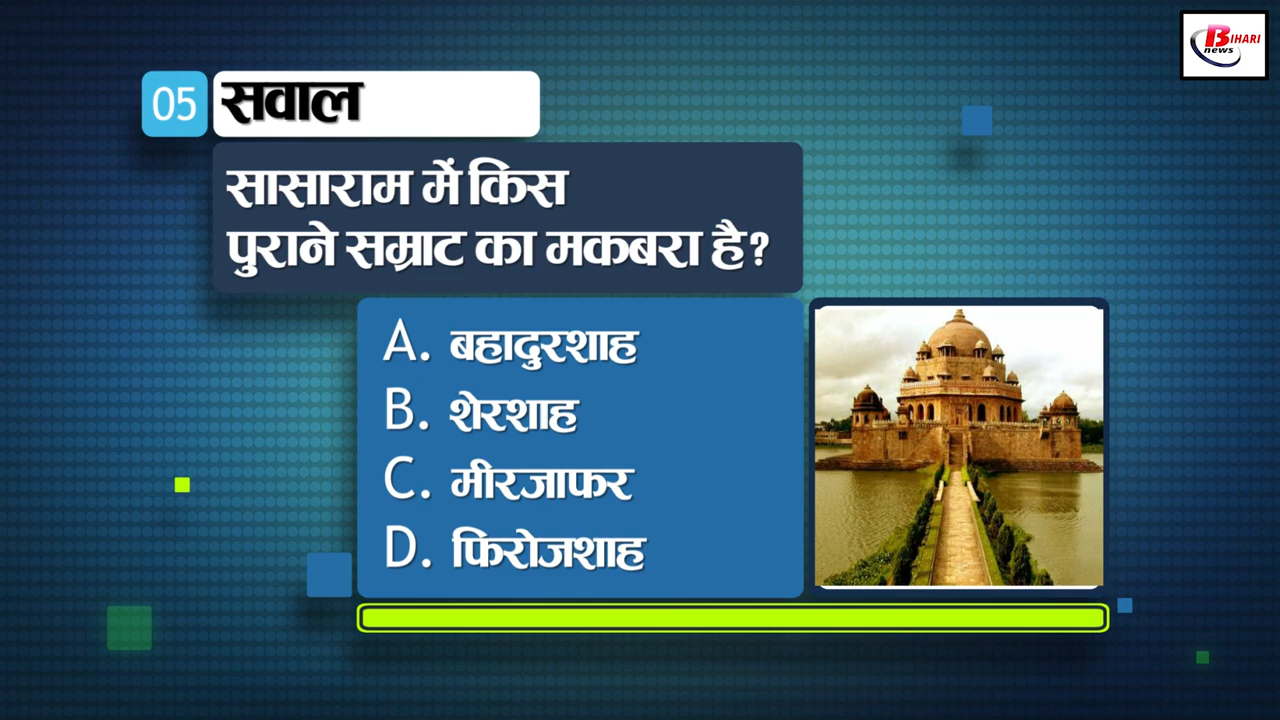 BIHARI
news
05 सवाल
सासाराम में किस
पुराने सम्राट का मकबरा है?
A. बहादुरशाह
B. शेरशाह
C. मीरजाफर
D. फिरोजशाह